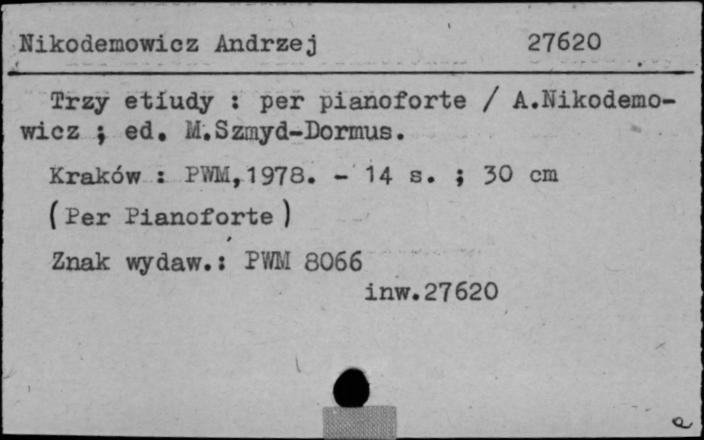 Nikodemowicz Andrzej 27620
Trzy etiudy : per pianoforte / A.Nikodemo-
wicz ; ed. M.Szmyd-Dormus.
Kraków : PWM,1978. - 14 s. ; 30 cm
(Per Pianoforte)
Znak wydaw.: PWM 8066
inw.27620